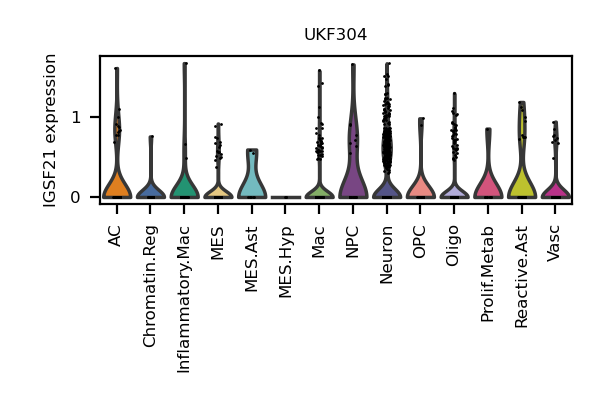 UKF304
IGSF21 expression
1
0
AC
Chromatin.Reg
Inflammatory.Mac
MES
MES.Ast
MES.Hyp
Mac
NPC
Neuron
OPC
Oligo
Prolif.Metab
Reactive.Ast
Vasc